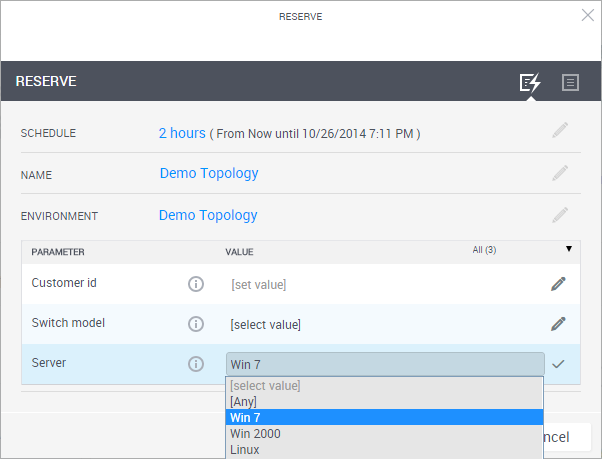 RESERVE
RESERVE
SCHEDULE 2 hours ( From Now until 10/26/2014 7:11 PM )
NAME Demo Topology
ENVIRONMENT Demo Topology
PARAMETER VALUE All (3)
Customer id [set value]
Switch model [select value]
Server Win 7
[select value]
[Any]
Win 7
Win 2000
Linux